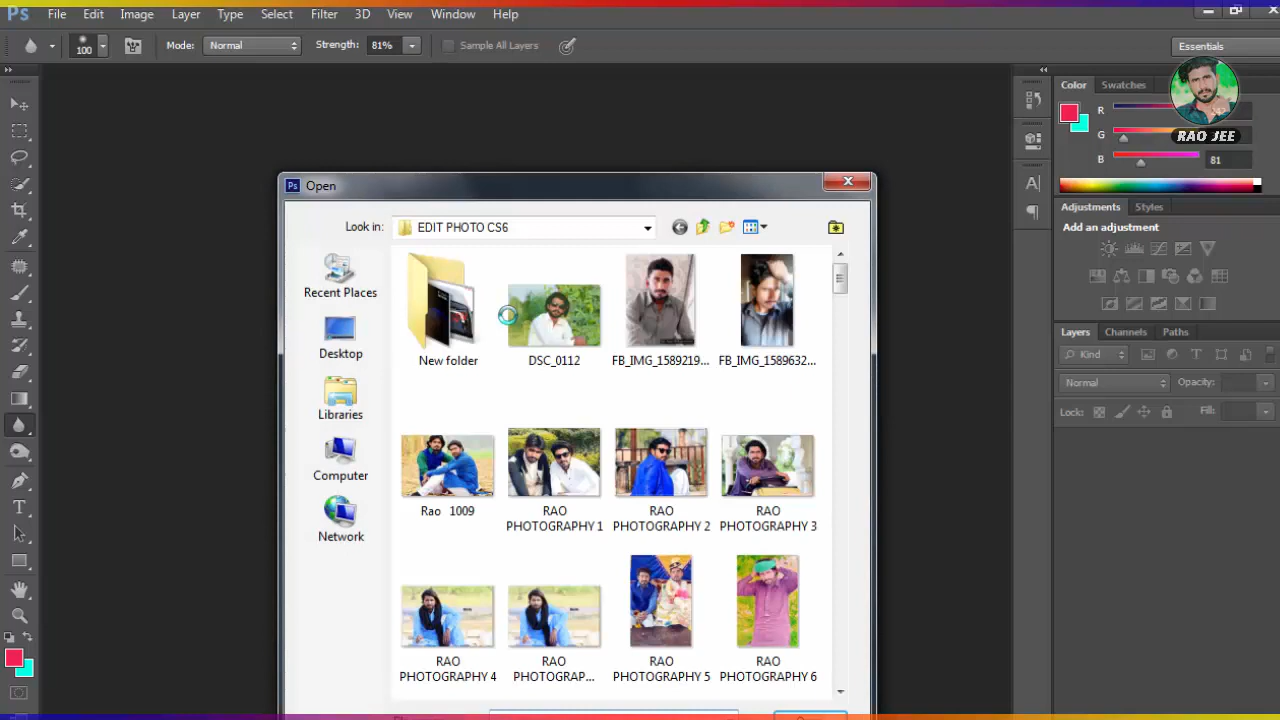 Ps File Edit Image Layer Type Select Filter 3D View Window Help
100 Mode: Normal Strength: 81% Sample All Layers Essentials
Color Swatches
R
G
B 81
RAO JEE
Adjustments Styles
Add an adjustment
Layers Channels Paths
Kind
Normal Opacity:
Lock: Fill:
Ps Open
Look in: EDIT PHOTO CS6
Recent Places
Desktop
Libraries
Computer
Network
New folder DSC_0112 FB_IMG_1589219... FB_IMG_1589632...
Rao 1009 RAO PHOTOGRAPHY 1 RAO PHOTOGRAPHY 2 RAO PHOTOGRAPHY 3
RAO PHOTOGRAPHY 4 RAO PHOTOGRAP... RAO PHOTOGRAPHY 5 RAO PHOTOGRAPHY 6